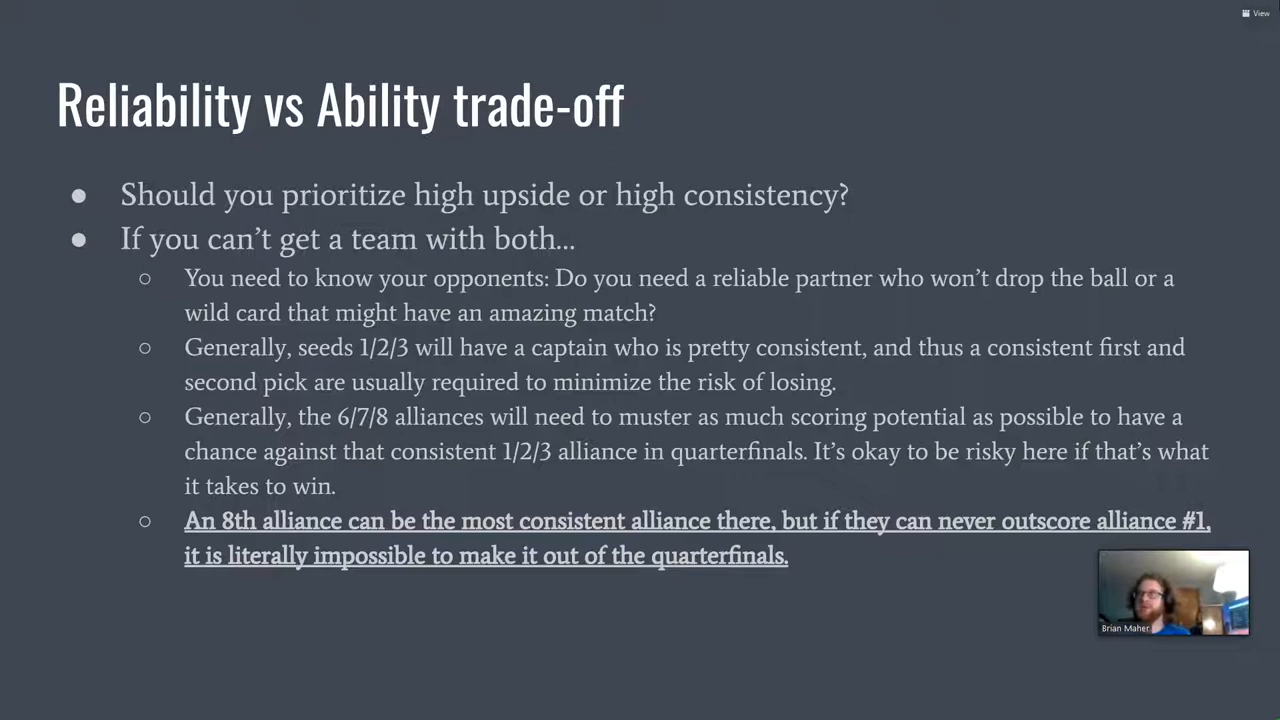 View
Reliability vs Ability trade-off
● Should you prioritize high upside or high consistency?
● If you can’t get a team with both...
○ You need to know your opponents: Do you need a reliable partner who won’t drop the ball or a
wild card that might have an amazing match?
○ Generally, seeds 1/2/3 will have a captain who is pretty consistent, and thus a consistent first and
second pick are usually required to minimize the risk of losing.
○ Generally, the 6/7/8 alliances will need to muster as much scoring potential as possible to have a
chance against that consistent 1/2/3 alliance in quarterfinals. It’s okay to be risky here if that’s what
it takes to win.
○ An 8th alliance can be the most consistent alliance there, but if they can never outscore alliance #1,
it is literally impossible to make it out of the quarterfinals.
Brian Maher